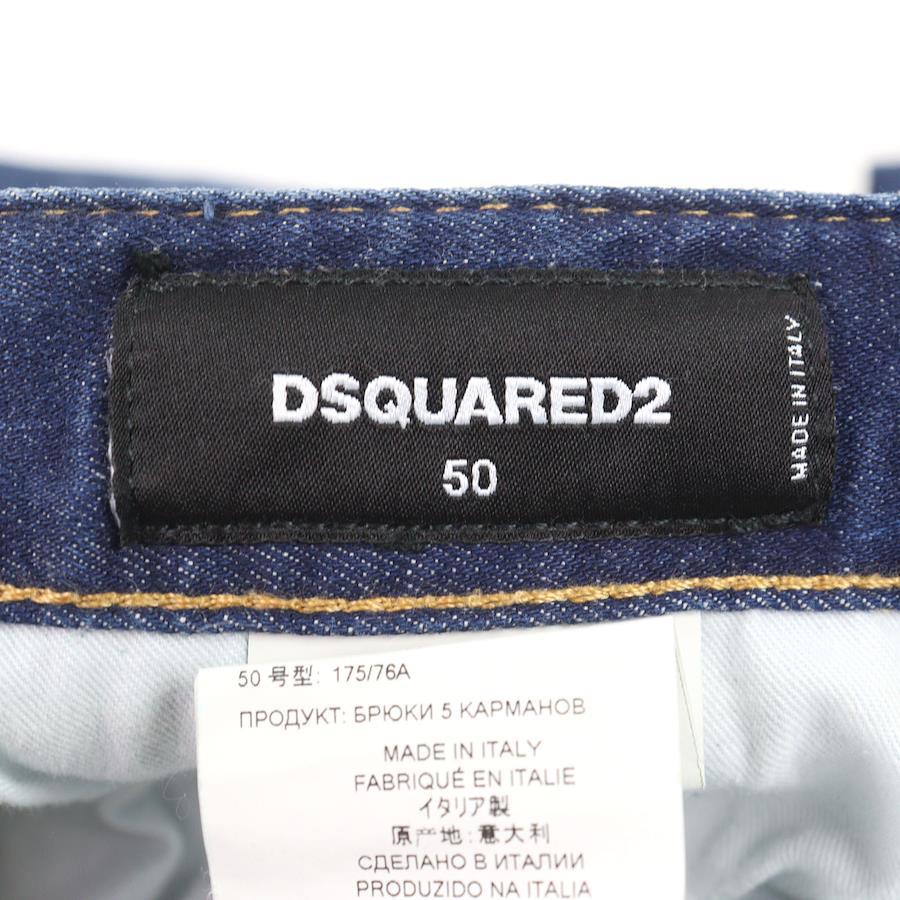 DSQUARED2
50
MADE IN ITALY
50 号型: 175/76A
ПРОДУКТ: БРЮКИ 5 КАРМАНОВ
MADE IN ITALY
FABRIQUÉ EN ITALIE
イタリア製
原产地:意大利
СДЕЛАНО В ИТАЛИИ
PRODUZIDO NA ITALIA